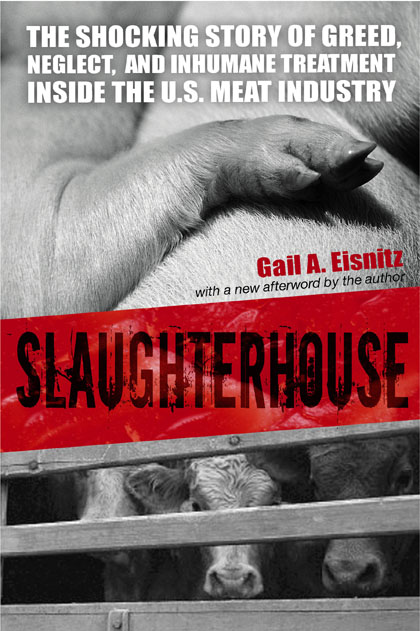 THE SHOCKING STORY OF GREED,
NEGLECT, AND INHUMANE TREATMENT
INSIDE THE U.S. MEAT INDUSTRY
Gail A. Eisnitz
with a new afterword by the author
SLAUGHTERHOUSE